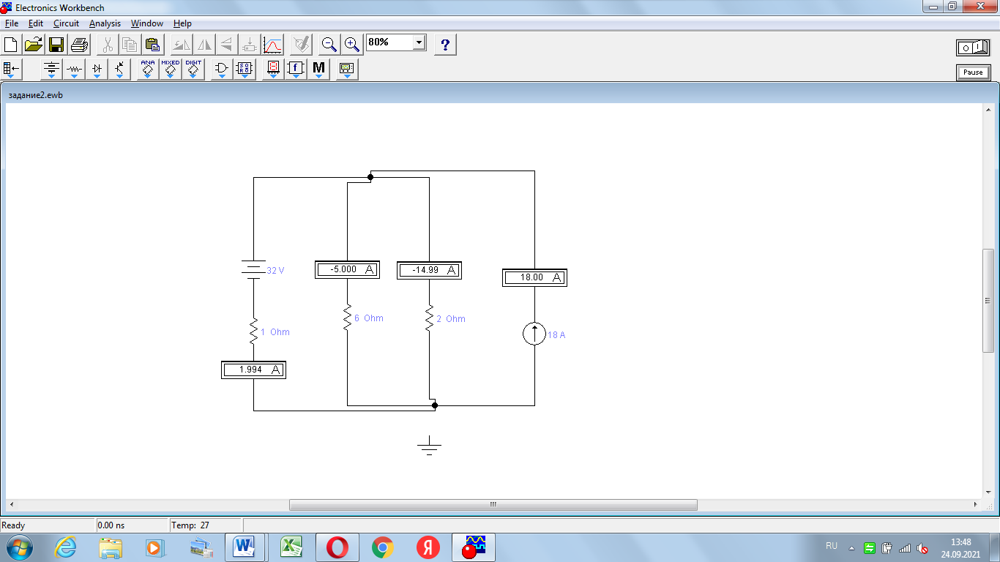 Electronics Workbench
File Edit Circuit Analysis Window Help
80%
?
ANA MIXED DIGIT
f M
Pause
задание2.ewb
32 V
-5.000 A
-14.99 A
18.00 A
6 Ohm
2 Ohm
1 Ohm
18 A
1.994 A
Ready 0.00 ns Temp: 27
RU
13:48
24.09.2021